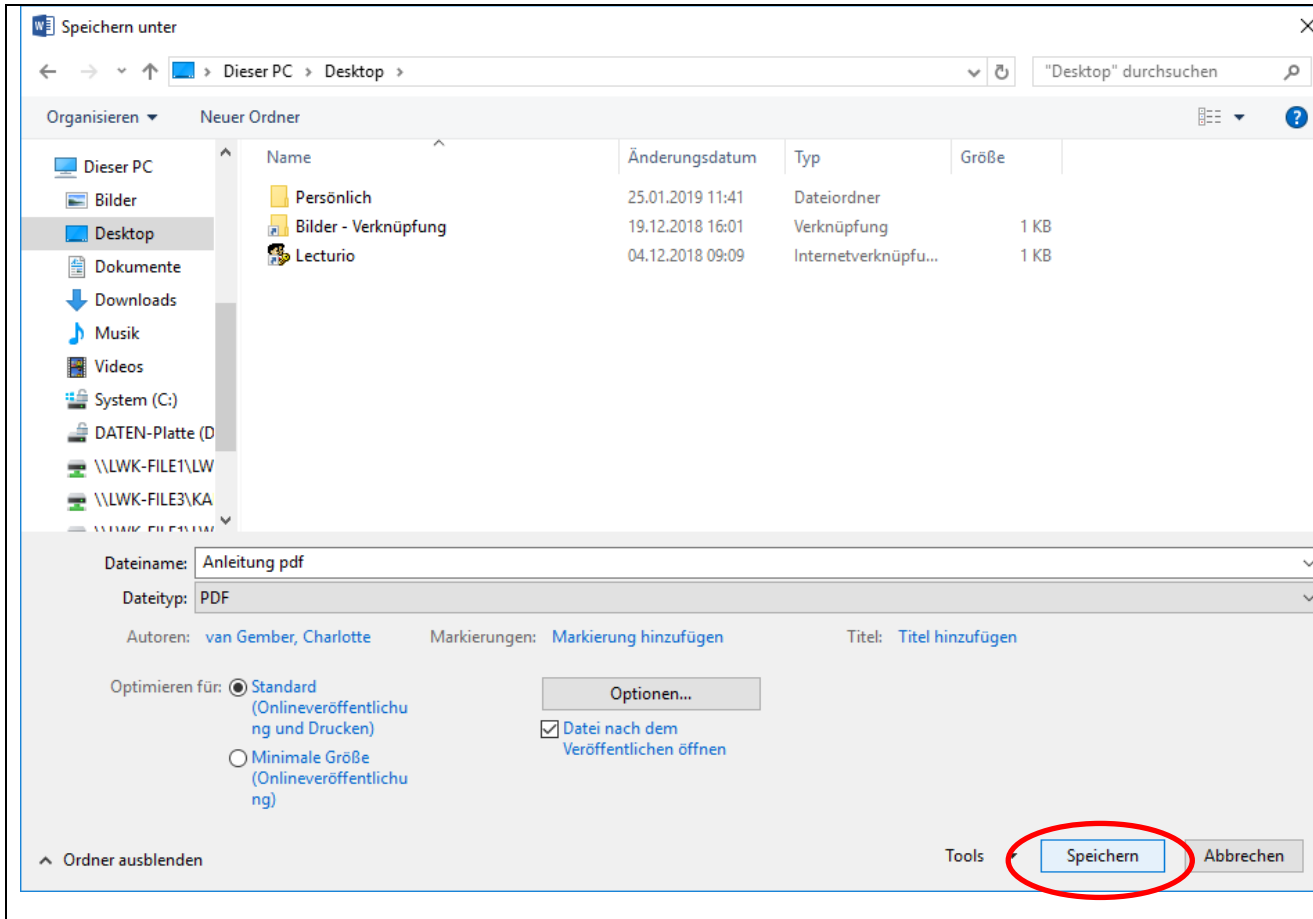 Speichern unter
Dieser PC > Desktop >
"Desktop" durchsuchen
Organisieren
Neuer Ordner
Name
Änderungsdatum
Typ
Größe
Dieser PC
Bilder
Desktop
Dokumente
Downloads
Musik
Videos
System (C:)
DATEN-Platte (D
\\LWK-FILE1\LW
\\LWK-FILE3\KA
Persönlich 25.01.2019 11:41 Dateiordner
Bilder - Verknüpfung 19.12.2018 16:01 Verknüpfung 1 KB
Lecturio 04.12.2018 09:09 Internetverknüpfu... 1 KB
Dateiname: Anleitung pdf
Dateityp: PDF
Autoren: van Gember, Charlotte Markierungen: Markierung hinzufügen Titel: Titel hinzufügen
Optimieren für: Standard
(Onlineveröffentlichu
ng und Drucken)
Minimale Größe
(Onlineveröffentlichu
ng)
Optionen...
Datei nach dem
Veröffentlichen öffnen
Ordner ausblenden
Tools
Speichern
Abbrechen